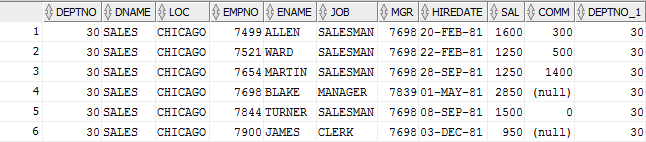 DEPTNO DNAME LOC EMPNO ENAME JOB MGR HIREDATE SAL COMM DEPTNO_1
1 30 SALES CHICAGO 7499 ALLEN SALESMAN 7698 20-FEB-81 1600 300 30
2 30 SALES CHICAGO 7521 WARD SALESMAN 7698 22-FEB-81 1250 500 30
3 30 SALES CHICAGO 7654 MARTIN SALESMAN 7698 28-SEP-81 1250 1400 30
4 30 SALES CHICAGO 7698 BLAKE MANAGER 7839 01-MAY-81 2850 (null) 30
5 30 SALES CHICAGO 7844 TURNER SALESMAN 7698 08-SEP-81 1500 0 30
6 30 SALES CHICAGO 7900 JAMES CLERK 7698 03-DEC-81 950 (null) 30